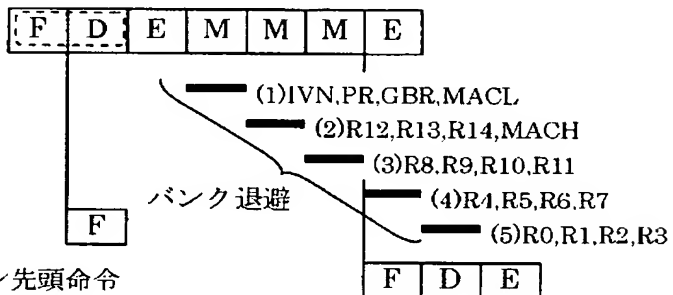 F D E M M M E
(1)IVN,PR,GBR,MACL
(2)R12,R13,R14,MACH
(3)R8,R9,R10,R11
バンク退避
(4)R4,R5,R6,R7
F
(5)R0,R1,R2,R3
ン先頭命令
F D E